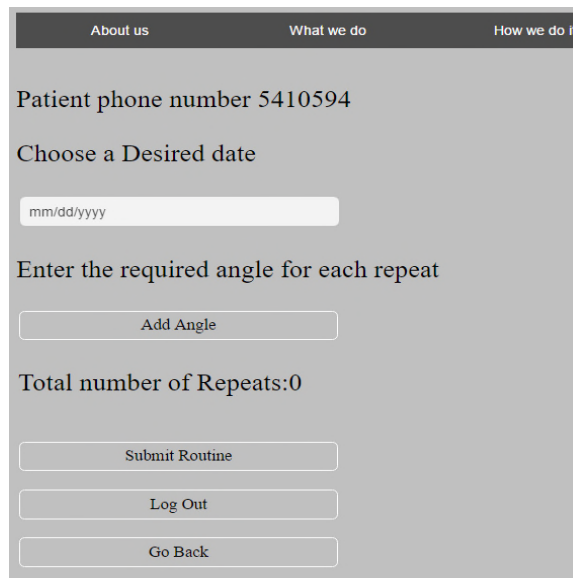 About us What we do How we do i
Patient phone number 5410594
Choose a Desired date
mm/dd/yyyy
Enter the required angle for each repeat
Add Angle
Total number of Repeats:0
Submit Routine
Log Out
Go Back